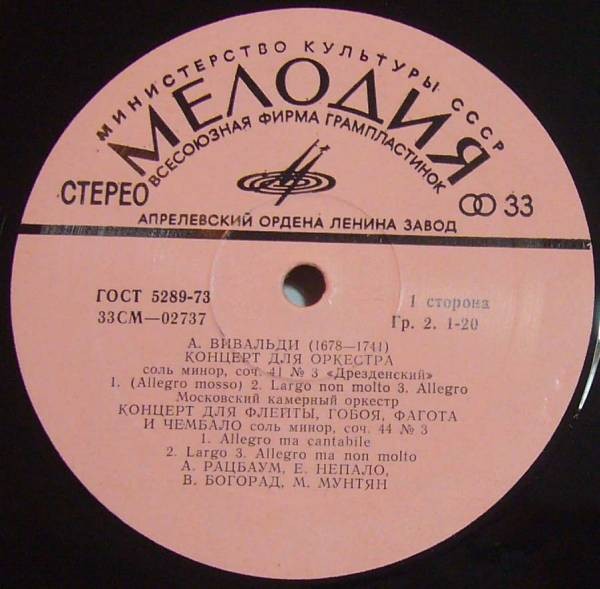 МИНИСТЕРСТВО КУЛЬТУРЫ СССР
МЕЛОДИЯ
ВСЕСОЮЗНАЯ ФИРМА ГРАМПЛАСТИНОК
СТЕРЕО
33
АПРЕЛЕВСКИЙ ОРДЕНА ЛЕНИНА ЗАВОД
ГОСТ 5289-73
1 сторона
33СМ—02737
Гр. 2. 1-20
А. ВИВАЛЬДИ (1678—1741)
КОНЦЕРТ ДЛЯ ОРКЕСТРА
соль минор, соч. 41 № 3 «Дрезденский»
1. (Allegro mosso) 2. Largo non molto 3. Allegro
Московский камерный оркестр
КОНЦЕРТ ДЛЯ ФЛЕЙТЫ, ГОБОЯ, ФАГОТА
И ЧЕМБАЛО соль минор, соч. 44 № 3
1. Allegro ma cantabile
2. Largo 3. Allegro ma non molto
А. РАЦБАУМ, Е. НЕПАЛО,
В. БОГОРАД, М. МУНТЯН